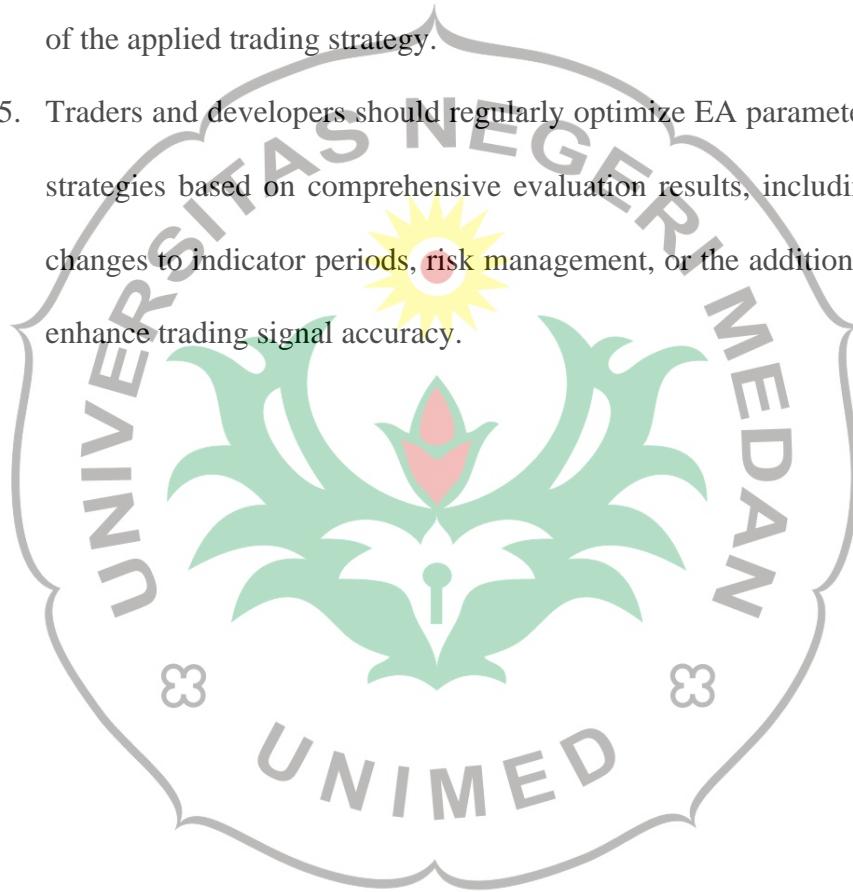 of the applied trading strategy.
5. Traders and developers should regularly optimize EA paramete
strategies based on comprehensive evaluation results, includi
changes to indicator periods, risk management, or the addition
enhance trading signal accuracy.
UNIVERSITAS NEGERI MEDAN
UNIMED